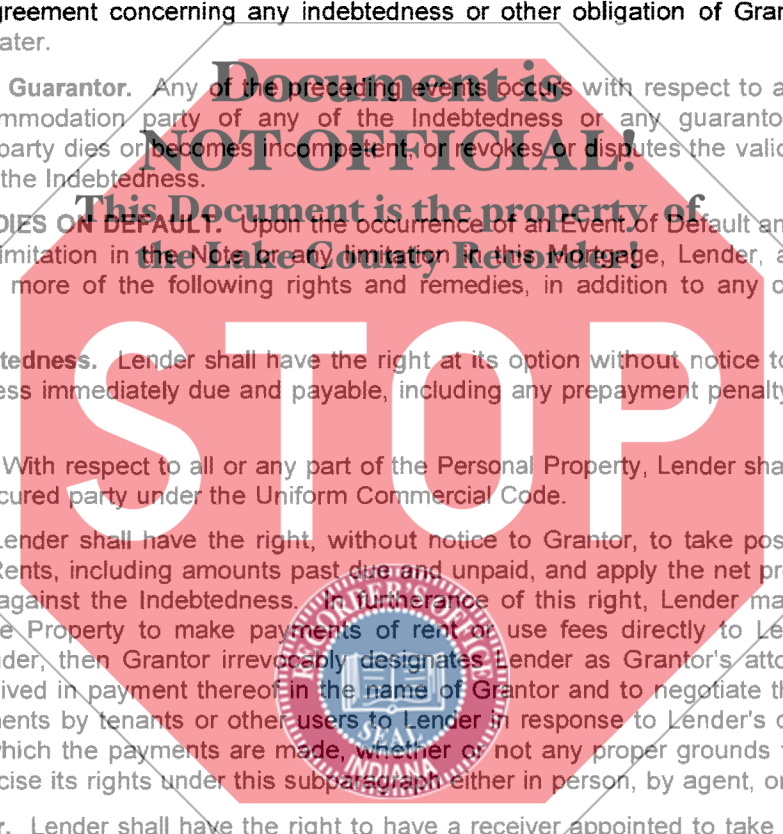 greement concerning any indebtedness or other obligation of Gran
ater.
Guarantor. Any of the preceding events occurs with respect to a
mmodation party of any of the Indebtedness or any guaranto
party dies or becomes incompetent, or revokes or disputes the valid
the Indebtedness.
DIES ON DEFAULT. Upon the occurrence of an Event of Default an
imitation in the Note or any limitation in this Mortgage, Lender, a
more of the following rights and remedies, in addition to any o
tedness. Lender shall have the right at its option without notice to
ess immediately due and payable, including any prepayment penalty
With respect to all or any part of the Personal Property, Lender sha
cured party under the Uniform Commercial Code.
Lender shall have the right, without notice to Grantor, to take pos
Rents, including amounts past due and unpaid, and apply the net pr
against the Indebtedness. In furtherance of this right, Lender ma
e Property to make payments of rent or use fees directly to Le
nder, then Grantor irrevocably designates Lender as Grantor's atto
ived in payment thereof in the name of Grantor and to negotiate th
ments by tenants or other users to Lender in response to Lender's d
which the payments are made, whether or not any proper grounds f
cise its rights under this subparagraph either in person, by agent, or
r. Lender shall have the right to have a receiver appointed to take
Document is
NOT OFFICIAL!
This Document is the property of
the Lake County Recorder!
STOP
RECORDER'S OFFICE
SEAL
INDIANA